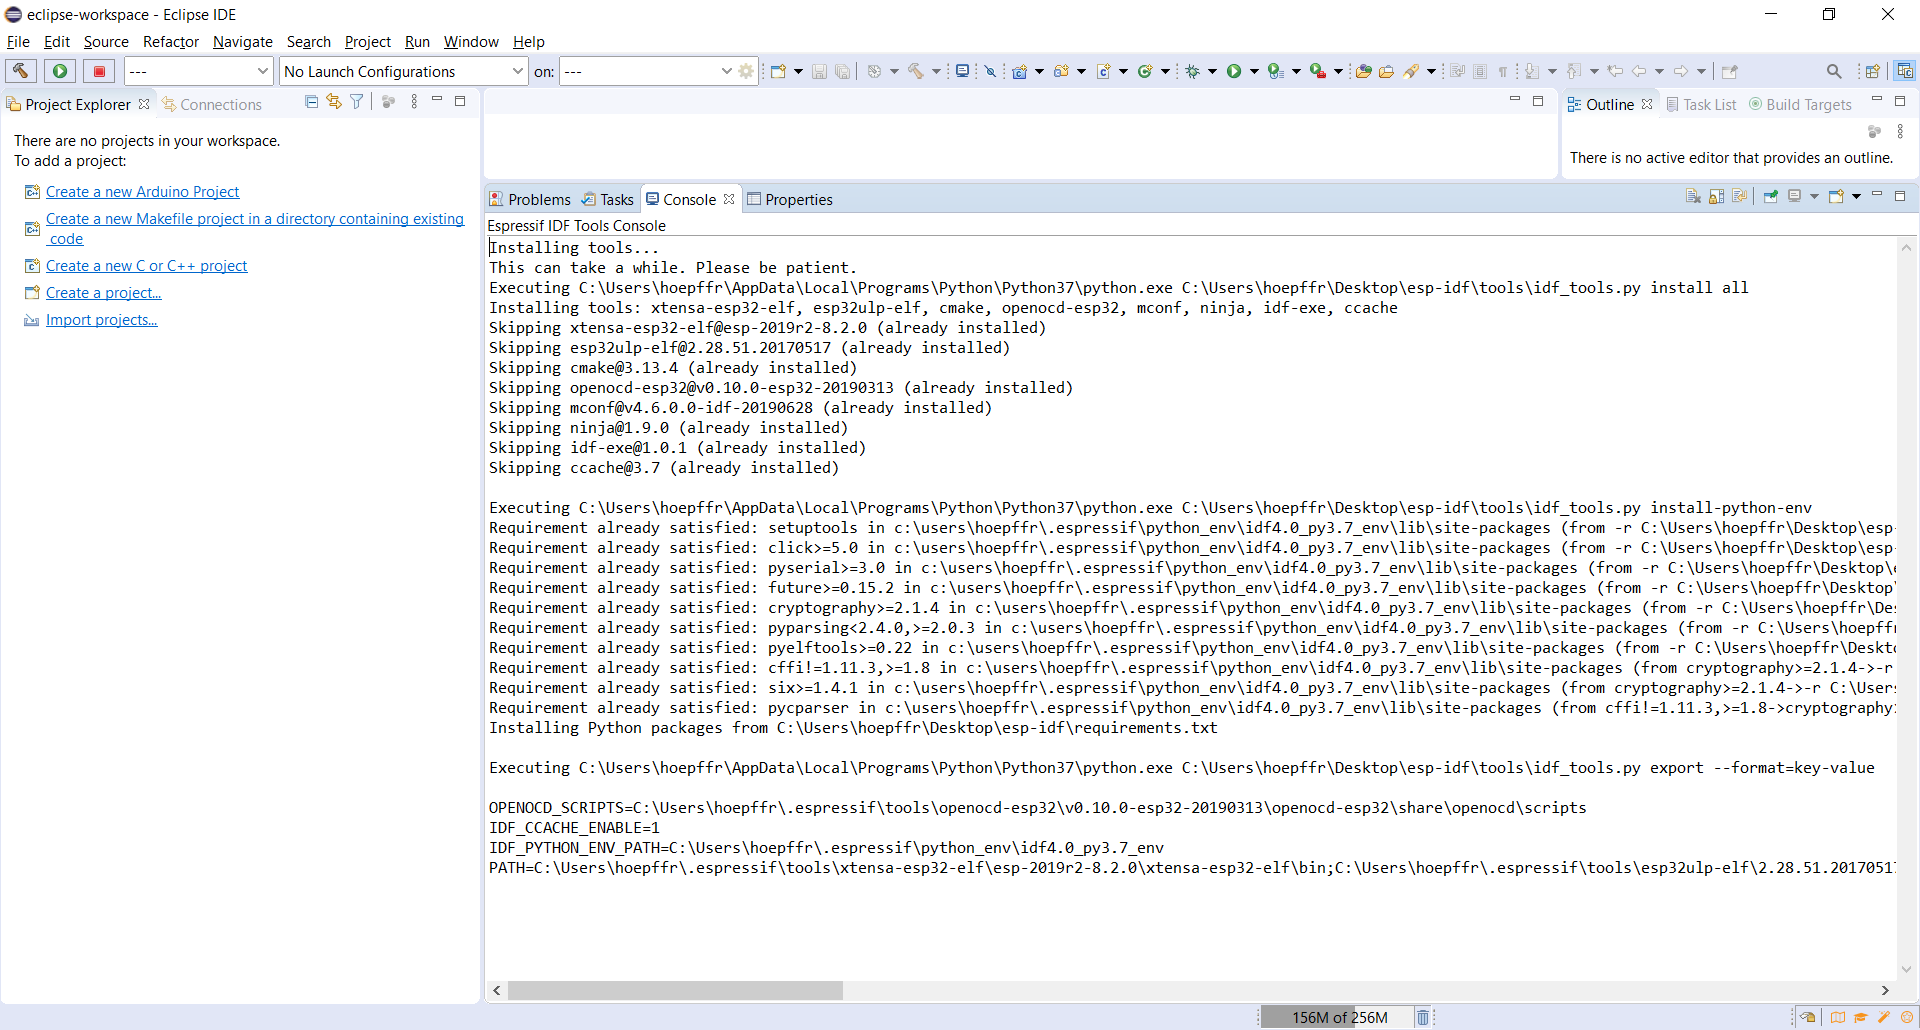 eclipse-workspace - Eclipse IDE
File Edit Source Refactor Navigate Search Project Run Window Help
--- No Launch Configurations on: ---
Project Explorer Connections
There are no projects in your workspace.
To add a project:
Create a new Arduino Project
Create a new Makefile project in a directory containing existing
code
Create a new C or C++ project
Create a project...
Import projects...
Outline Task List Build Targets
There is no active editor that provides an outline.
Problems Tasks Console Properties
Espressif IDF Tools Console
Installing tools...
This can take a while. Please be patient.
Executing C:\Users\hoepffr\AppData\Local\Programs\Python\Python37\python.exe C:\Users\hoepffr\Desktop\esp-idf\tools\idf_tools.py install all
Installing tools: xtensa-esp32-elf, esp32ulp-elf, cmake, openocd-esp32, mconf, ninja, idf-exe, ccache
Skipping xtensa-esp32-elf@esp-2019r2-8.2.0 (already installed)
Skipping esp32ulp-elf@2.28.51.20170517 (already installed)
Skipping cmake@3.13.4 (already installed)
Skipping openocd-esp32@v0.10.0-esp32-20190313 (already installed)
Skipping mconf@v4.6.0.0-idf-20190628 (already installed)
Skipping ninja@1.9.0 (already installed)
Skipping idf-exe@1.0.1 (already installed)
Skipping ccache@3.7 (already installed)
Executing C:\Users\hoepffr\AppData\Local\Programs\Python\Python37\python.exe C:\Users\hoepffr\Desktop\esp-idf\tools\idf_tools.py install-python-env
Requirement already satisfied: setuptools in c:\users\hoepffr\.espressif\python_env\idf4.0_py3.7_env\lib\site-packages (from -r C:\Users\hoepffr\Desktop\esp-
Requirement already satisfied: click>=5.0 in c:\users\hoepffr\.espressif\python_env\idf4.0_py3.7_env\lib\site-packages (from -r C:\Users\hoepffr\Desktop\esp-
Requirement already satisfied: pyserial>=3.0 in c:\users\hoepffr\.espressif\python_env\idf4.0_py3.7_env\lib\site-packages (from -r C:\Users\hoepffr\Desktop\
Requirement already satisfied: future>=0.15.2 in c:\users\hoepffr\.espressif\python_env\idf4.0_py3.7_env\lib\site-packages (from -r C:\Users\hoepffr\Desktop\
Requirement already satisfied: cryptography>=2.1.4 in c:\users\hoepffr\.espressif\python_env\idf4.0_py3.7_env\lib\site-packages (from -r C:\Users\hoepffr\Des
Requirement already satisfied: pyparsing<2.4.0,>=2.0.3 in c:\users\hoepffr\.espressif\python_env\idf4.0_py3.7_env\lib\site-packages (from -r C:\Users\hoepffr
Requirement already satisfied: pyelftools>=0.22 in c:\users\hoepffr\.espressif\python_env\idf4.0_py3.7_env\lib\site-packages (from -r C:\Users\hoepffr\Deskto
Requirement already satisfied: cffi!=1.11.3,>=1.8 in c:\users\hoepffr\.espressif\python_env\idf4.0_py3.7_env\lib\site-packages (from cryptography>=2.1.4->-r
Requirement already satisfied: six>=1.4.1 in c:\users\hoepffr\.espressif\python_env\idf4.0_py3.7_env\lib\site-packages (from cryptography>=2.1.4->-r C:\Users
Requirement already satisfied: pycparser in c:\users\hoepffr\.espressif\python_env\idf4.0_py3.7_env\lib\site-packages (from cffi!=1.11.3,>=1.8->cryptography
Installing Python packages from C:\Users\hoepffr\Desktop\esp-idf\requirements.txt
Executing C:\Users\hoepffr\AppData\Local\Programs\Python\Python37\python.exe C:\Users\hoepffr\Desktop\esp-idf\tools\idf_tools.py export --format=key-value
OPENOCD_SCRIPTS=C:\Users\hoepffr\.espressif\tools\openocd-esp32\v0.10.0-esp32-20190313\openocd-esp32\share\openocd\scripts
IDF_CCACHE_ENABLE=1
IDF_PYTHON_ENV_PATH=C:\Users\hoepffr\.espressif\python_env\idf4.0_py3.7_env
PATH=C:\Users\hoepffr\.espressif\tools\xtensa-esp32-elf\esp-2019r2-8.2.0\xtensa-esp32-elf\bin;C:\Users\hoepffr\.espressif\tools\esp32ulp-elf\2.28.51.20170517
156M of 256M